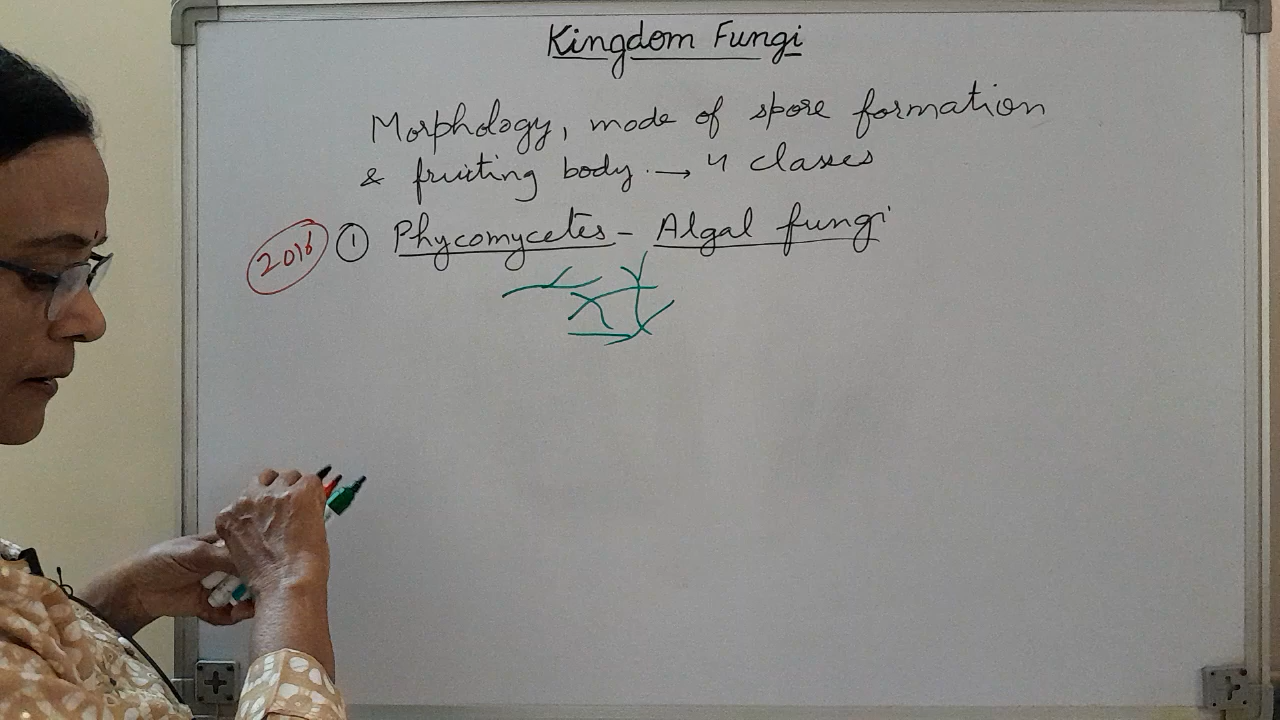 Kingdom Fungi
Morphology, mode of spore formation
& fruiting body. → 4 classes
2016 ① Phycomycetes - Algal fungi